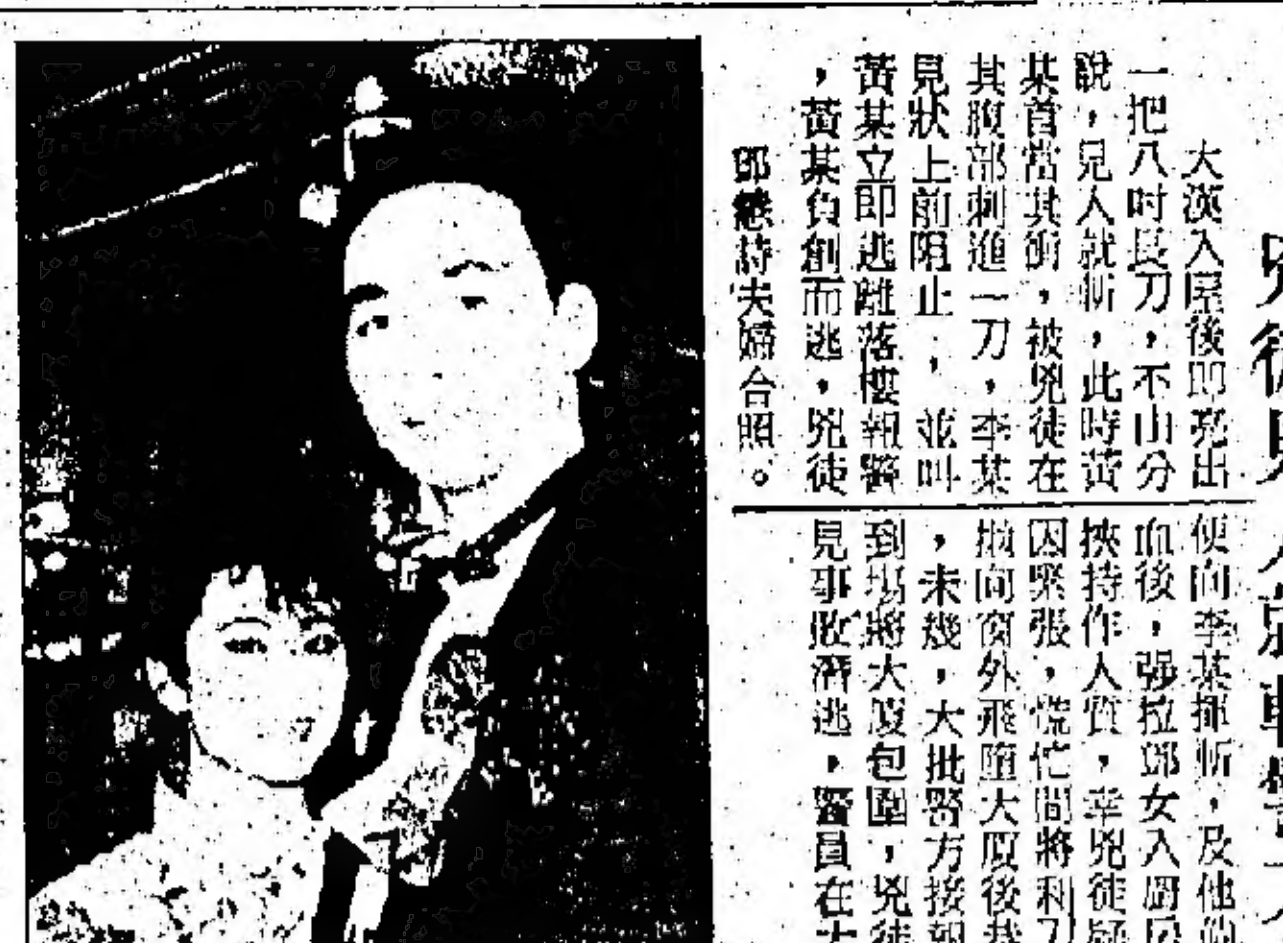 大漢入屋後即亮出
一把八吋長刀,不由分
說,見人就斬,此時黃
某首當其衝,被兇徒在
其腹部刺進一刀,李某
見狀上前阻止,並叫
黃某立即逃離落樓報警
,黃某負創而逃,兇徒
鄧 詩夫婦合照。
便向李某揮斬,及他
血後,强拉鄧女入廚
挾持作人質,幸兇徒疑
因緊張,慌忙間將利刀
拋向窗外飛墮大廈後
,未幾,大批警方接報
到場將大廈包圍,兇徒
見事敗潛逃,警員在大